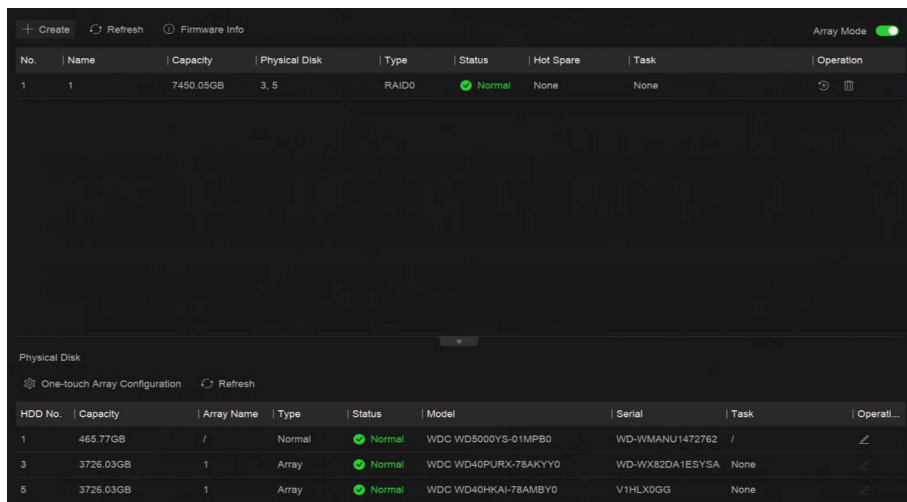 Create Refresh Firmware Info Array Mode
No. Name Capacity Physical Disk Type Status Hot Spare Task Operation
1 1 7450.05GB 3, 5 RAID0 Normal None None
Physical Disk
One-touch Array Configuration Refresh
HDD No. Capacity Array Name Type Status Model Serial Task Operati...
1 465.77GB / Normal Normal WDC WD5000YS-01MPB0 WD-WMANU1472762 /
3 3726.03GB 1 Array Normal WDC WD40PURX-78AKYY0 WD-WX82DA1ESYSA None
5 3726.03GB 1 Array Normal WDC WD40HKAI-78AMBY0 V1HLX0GG None